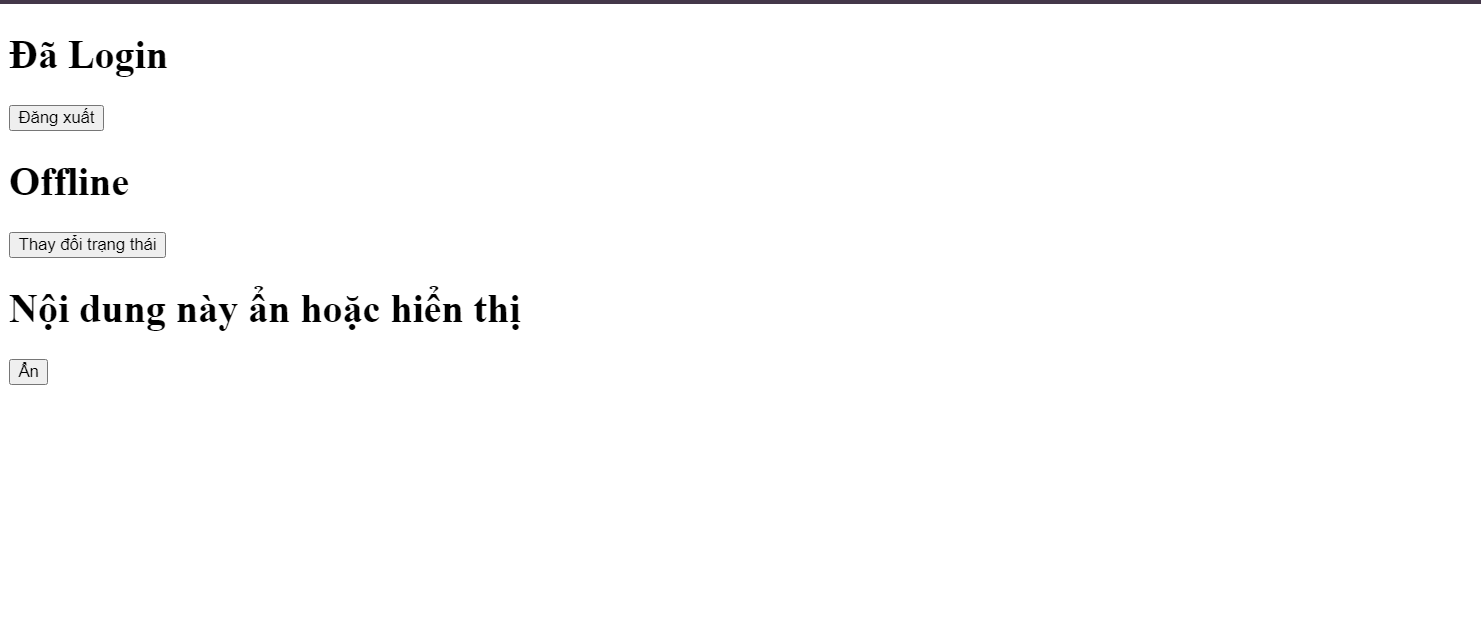 Đã Login
Đăng xuất
Offline
Thay đổi trạng thái
Nội dung này ẩn hoặc hiển thị
Ẩn